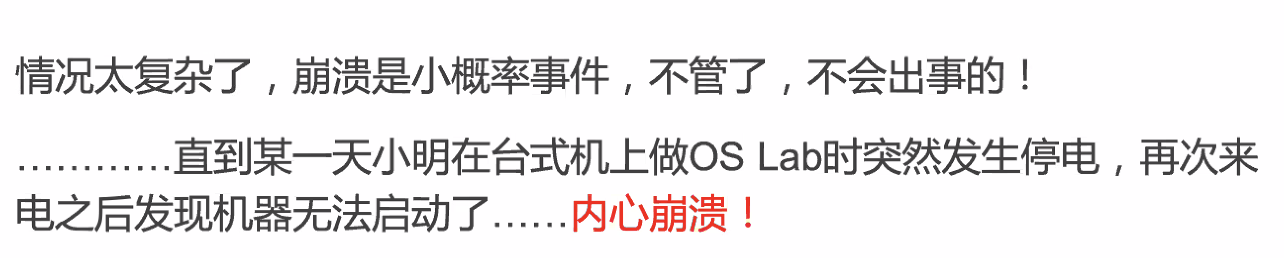 情况太复杂了，崩溃是小概率事件，不管了，不会出事的！
…………直到某一天小明在台式机上做OS Lab时突然发生停电，再次来
电之后发现机器无法启动了……内心崩溃！